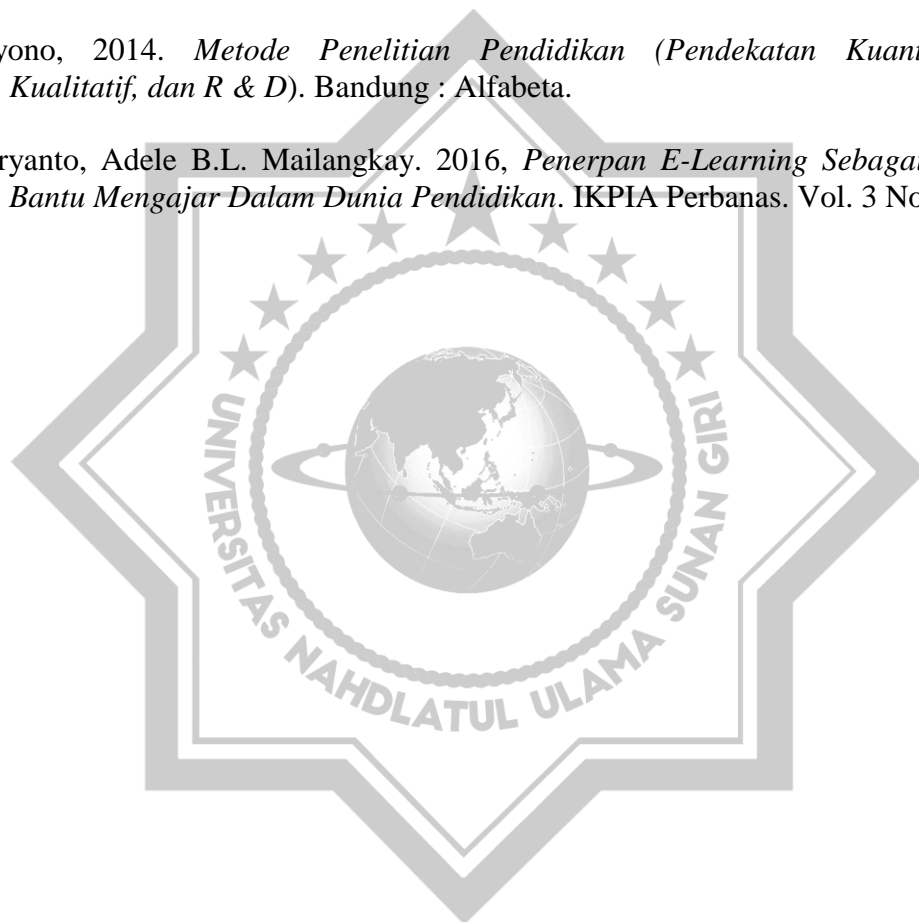 yono, 2014. Metode Penelitian Pendidikan (Pendekatan Kuant
Kualitatif, dan R & D). Bandung : Alfabeta.
ryanto, Adele B.L. Mailangkay. 2016, Penerpan E-Learning Sebagai
Bantu Mengajar Dalam Dunia Pendidikan. IKPIA Perbanas. Vol. 3 No
UNIVERSITAS NAHDLATUL ULAMA SUNAN GIRI